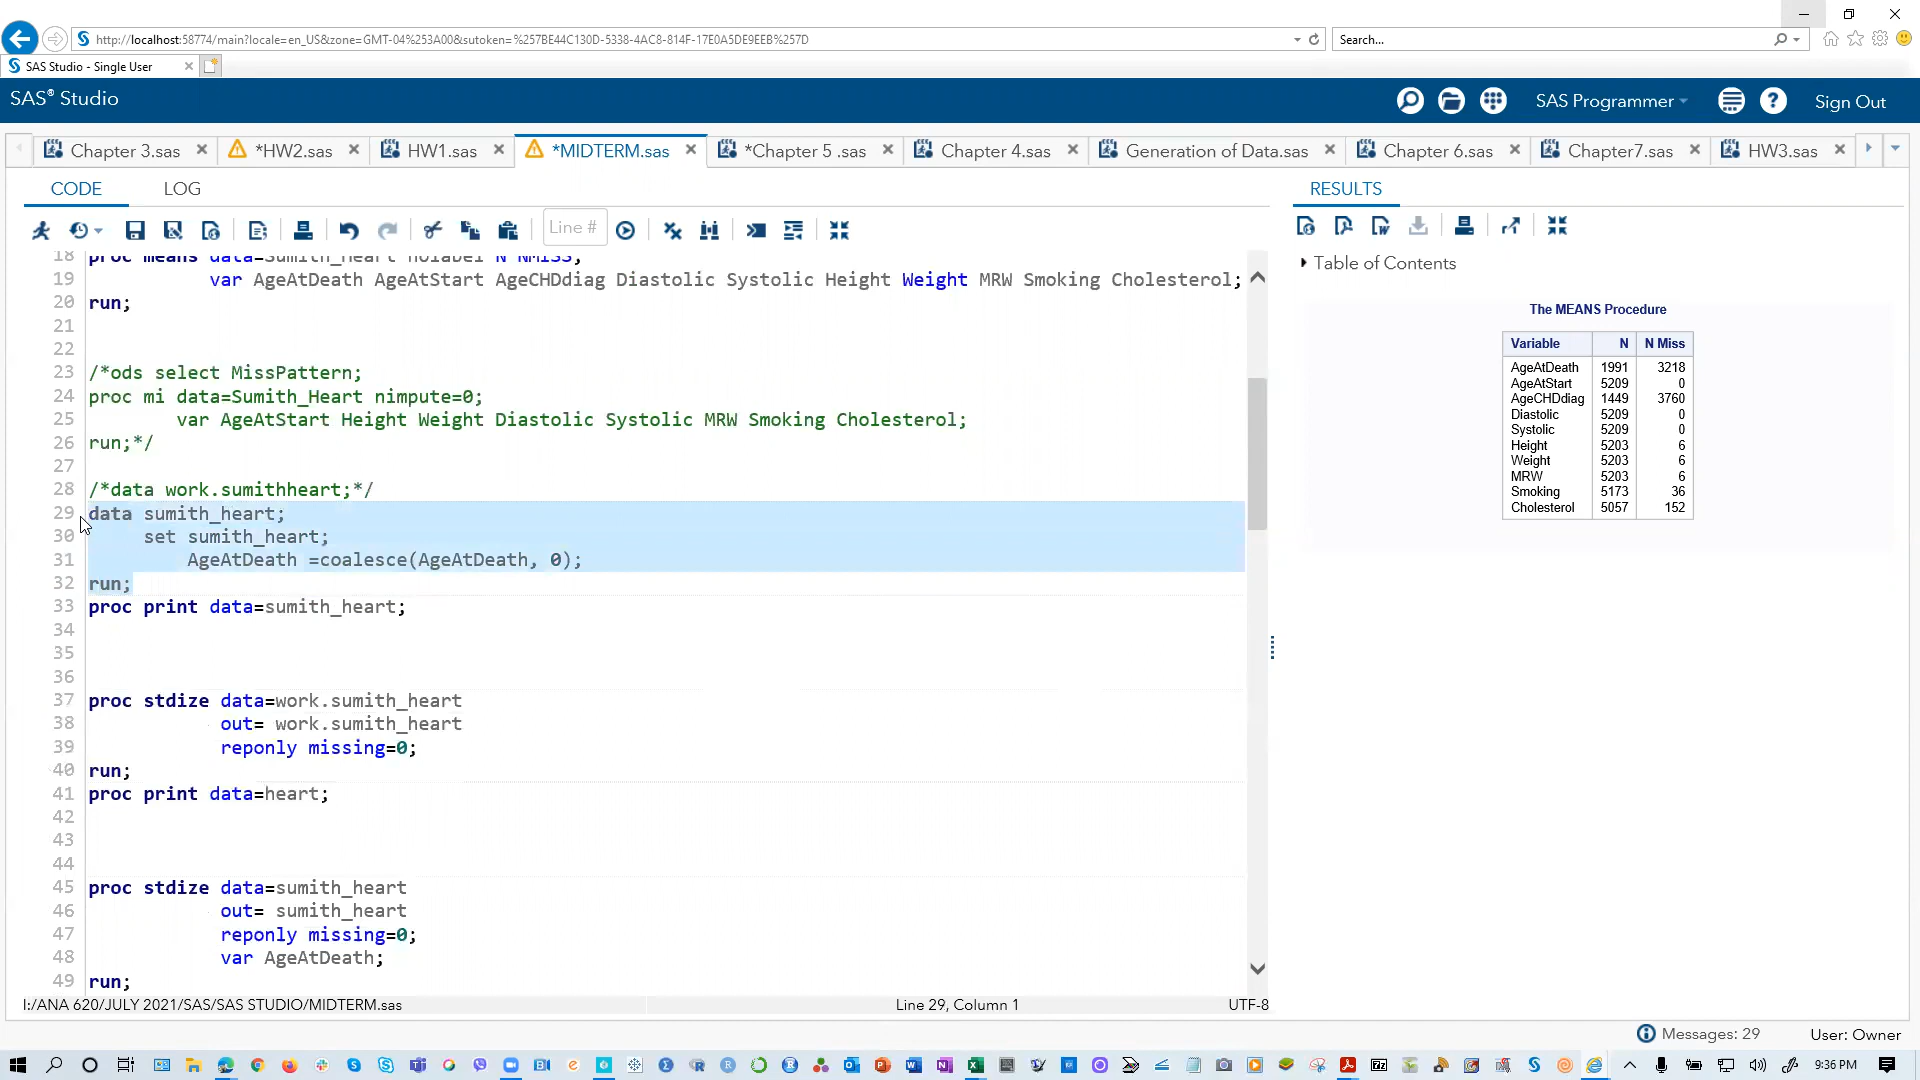 http://localhost:58774/main?locale=en_US&zone=GMT-04%253A00&sutoken=%257BE44C130D-5338-4AC8-814F-17E0A5DE9EEB%257D
Search...
SAS Studio - Single User
SAS® Studio
SAS Programmer
Sign Out
Chapter 3.sas
*HW2.sas
HW1.sas
*MIDTERM.sas
*Chapter 5 .sas
Chapter 4.sas
Generation of Data.sas
Chapter 6.sas
Chapter7.sas
HW3.sas
CODE
LOG
Line #
18 proc means data=Sumith_Heart nolabel N NMISS;
19 var AgeAtDeath AgeAtStart AgeCHDdiag Diastolic Systolic Height Weight MRW Smoking Cholesterol;
20 run;
21
22
23 /*ods select MissPattern;
24 proc mi data=Sumith_Heart nimpute=0;
25 var AgeAtStart Height Weight Diastolic Systolic MRW Smoking Cholesterol;
26 run;*/
27
28 /*data work.sumithheart;*/
29 data sumith_heart;
30 set sumith_heart;
31 AgeAtDeath =coalesce(AgeAtDeath, 0);
32 run;
33 proc print data=sumith_heart;
34
35
36
37 proc stdize data=work.sumith_heart
38 out= work.sumith_heart
39 reponly missing=0;
40 run;
41 proc print data=heart;
42
43
44
45 proc stdize data=sumith_heart
46 out= sumith_heart
47 reponly missing=0;
48 var AgeAtDeath;
49 run;
I:/ANA 620/JULY 2021/SAS/SAS STUDIO/MIDTERM.sas
Line 29, Column 1
UTF-8
RESULTS
Table of Contents
The MEANS Procedure
Variable N N Miss
AgeAtDeath 1991 3218
AgeAtStart 5209 0
AgeCHDdiag 1449 3760
Diastolic 5209 0
Systolic 5209 0
Height 5203 6
Weight 5203 6
MRW 5203 6
Smoking 5173 36
Cholesterol 5057 152
Messages: 29
User: Owner
9:36 PM